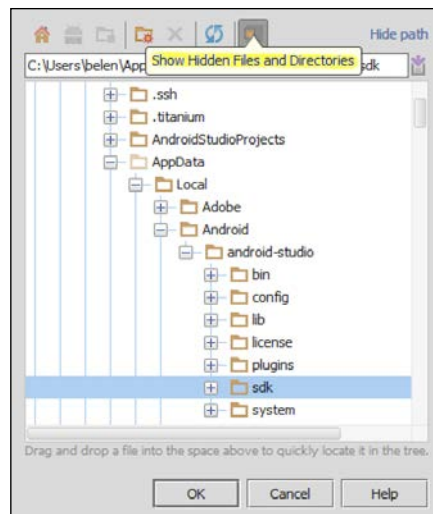 Hide path
C:\Users\belen\App sdk
Show Hidden Files and Directories
.ssh
.titanium
AndroidStudioProjects
AppData
Local
Adobe
Android
android-studio
bin
config
lib
license
plugins
sdk
system
Drag and drop a file into the space above to quickly locate it in the tree.
OK Cancel Help